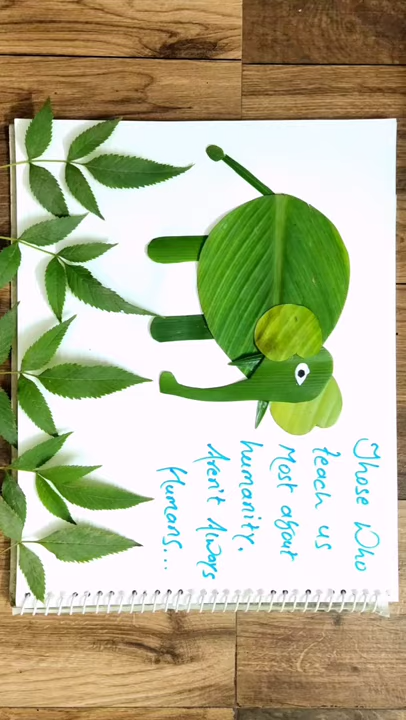 Those Who
teach us
Most about
humanity.
Aren't Always
Humans...